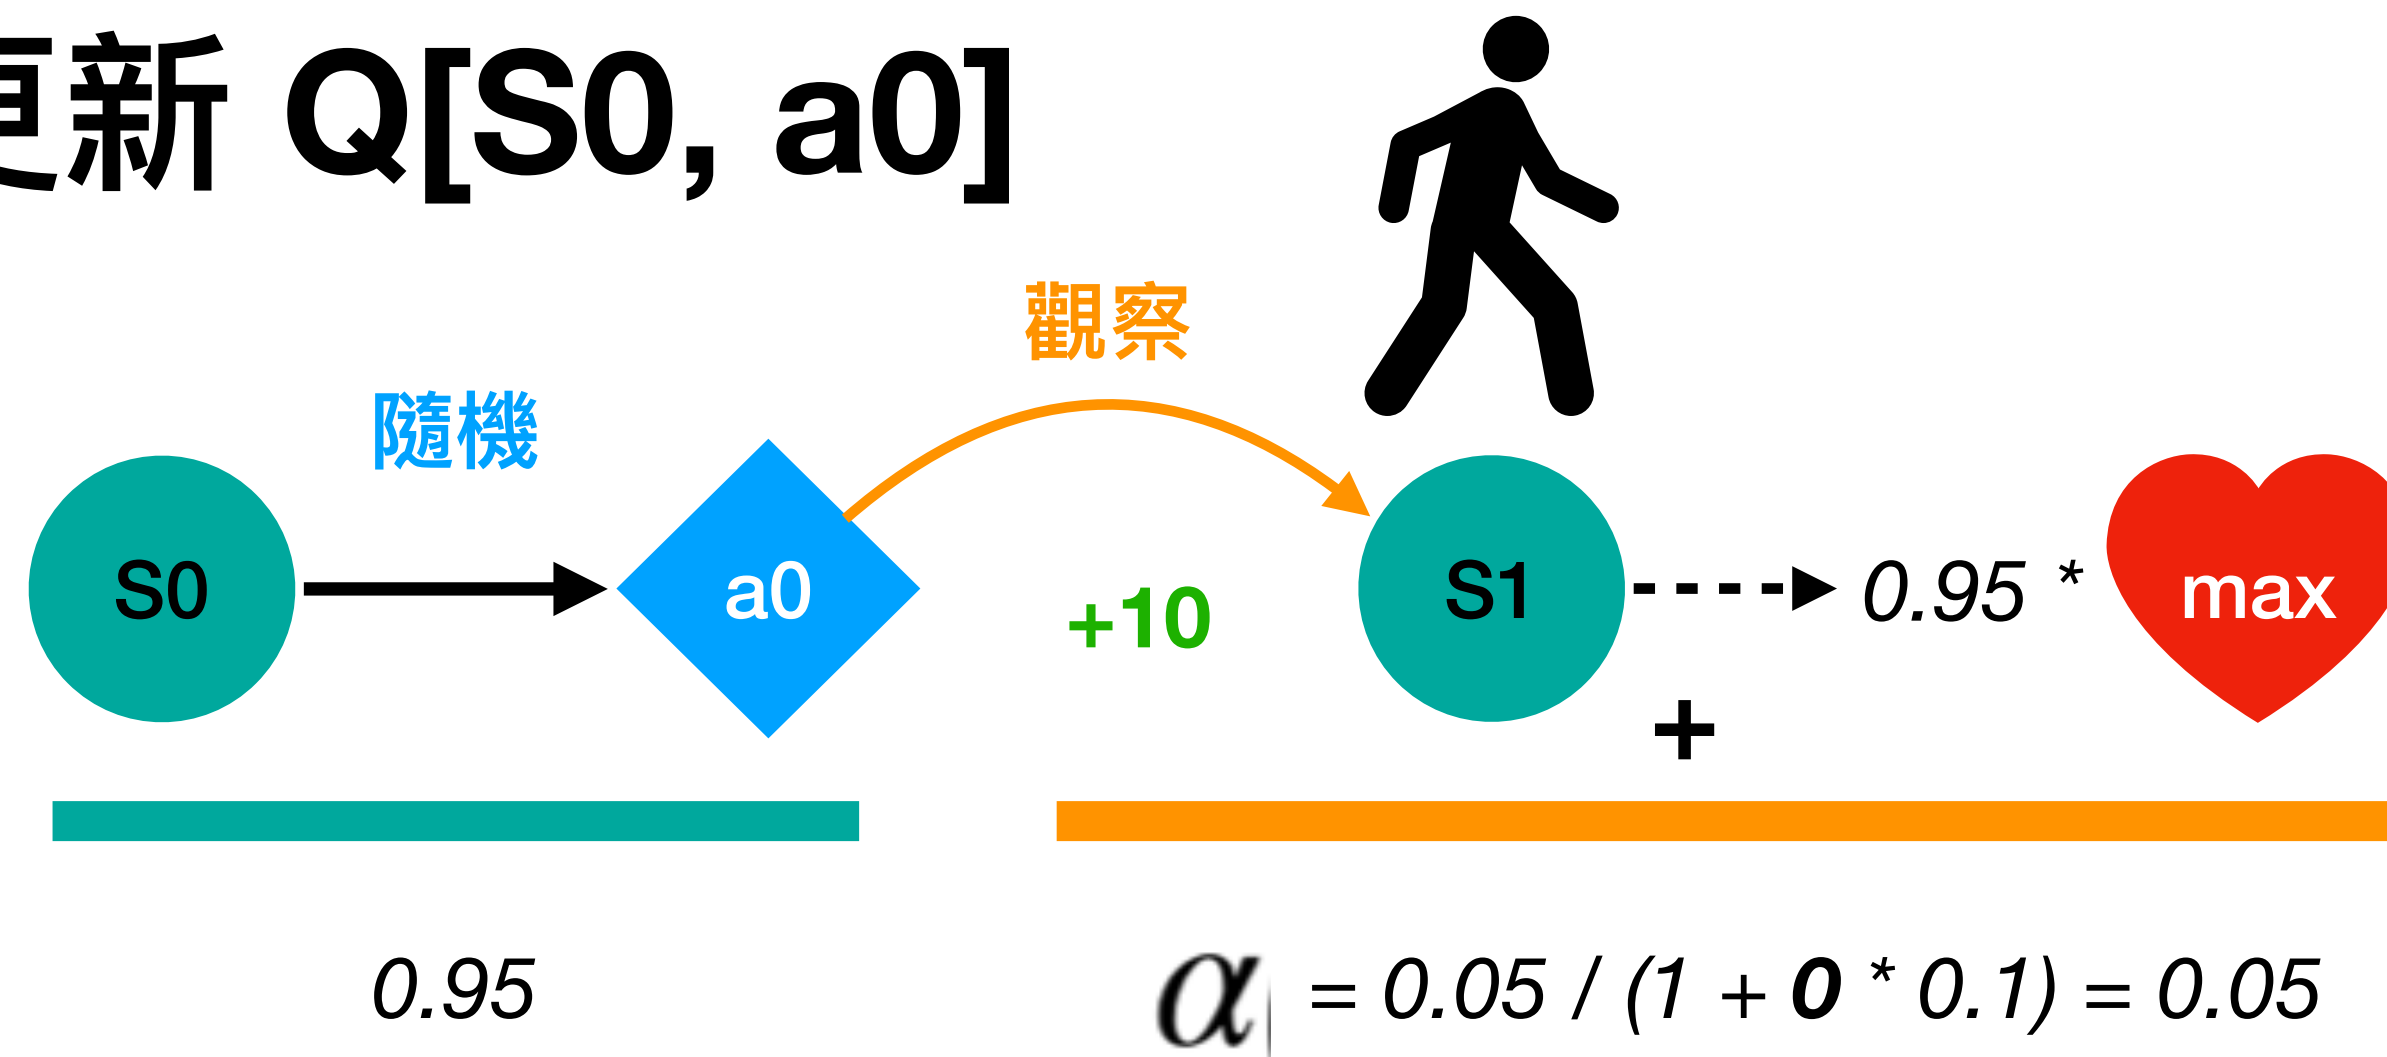 更新 Q[S0, a0]
觀察
隨機
S0
a0
+10
S1
0.95 *
max
+
0.95
α = 0.05 / (1 + 0 * 0.1) = 0.05